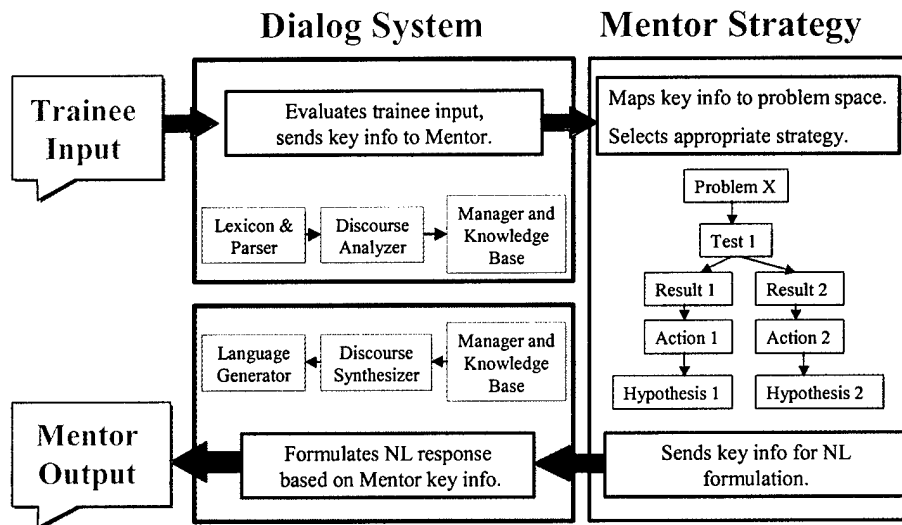 Dialog System
Mentor Strategy
Trainee
Input
Evaluates trainee input,
sends key info to Mentor.
Maps key info to problem space.
Selects appropriate strategy.
Lexicon &
Parser
Discourse
Analyzer
Manager and
Knowledge
Base
Problem X
Test 1
Result 1
Result 2
Action 1
Action 2
Hypothesis 1
Hypothesis 2
Language
Generator
Discourse
Synthesizer
Manager and
Knowledge
Base
Mentor
Output
Formulates NL response
based on Mentor key info.
Sends key info for NL
formulation.